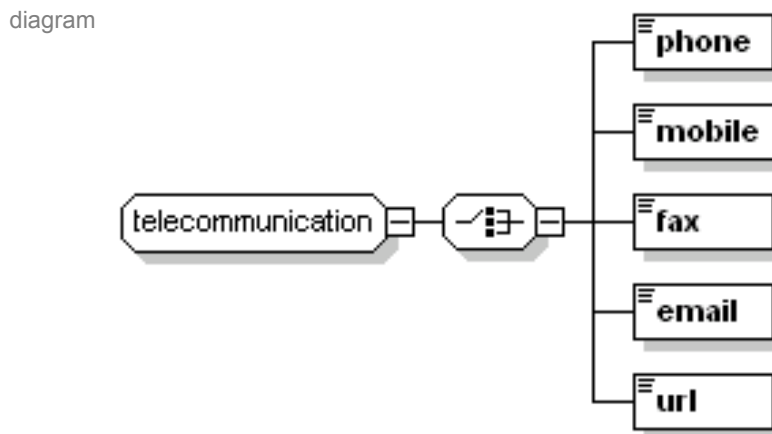 diagram
phone
mobile
telecommunication
fax
email
url